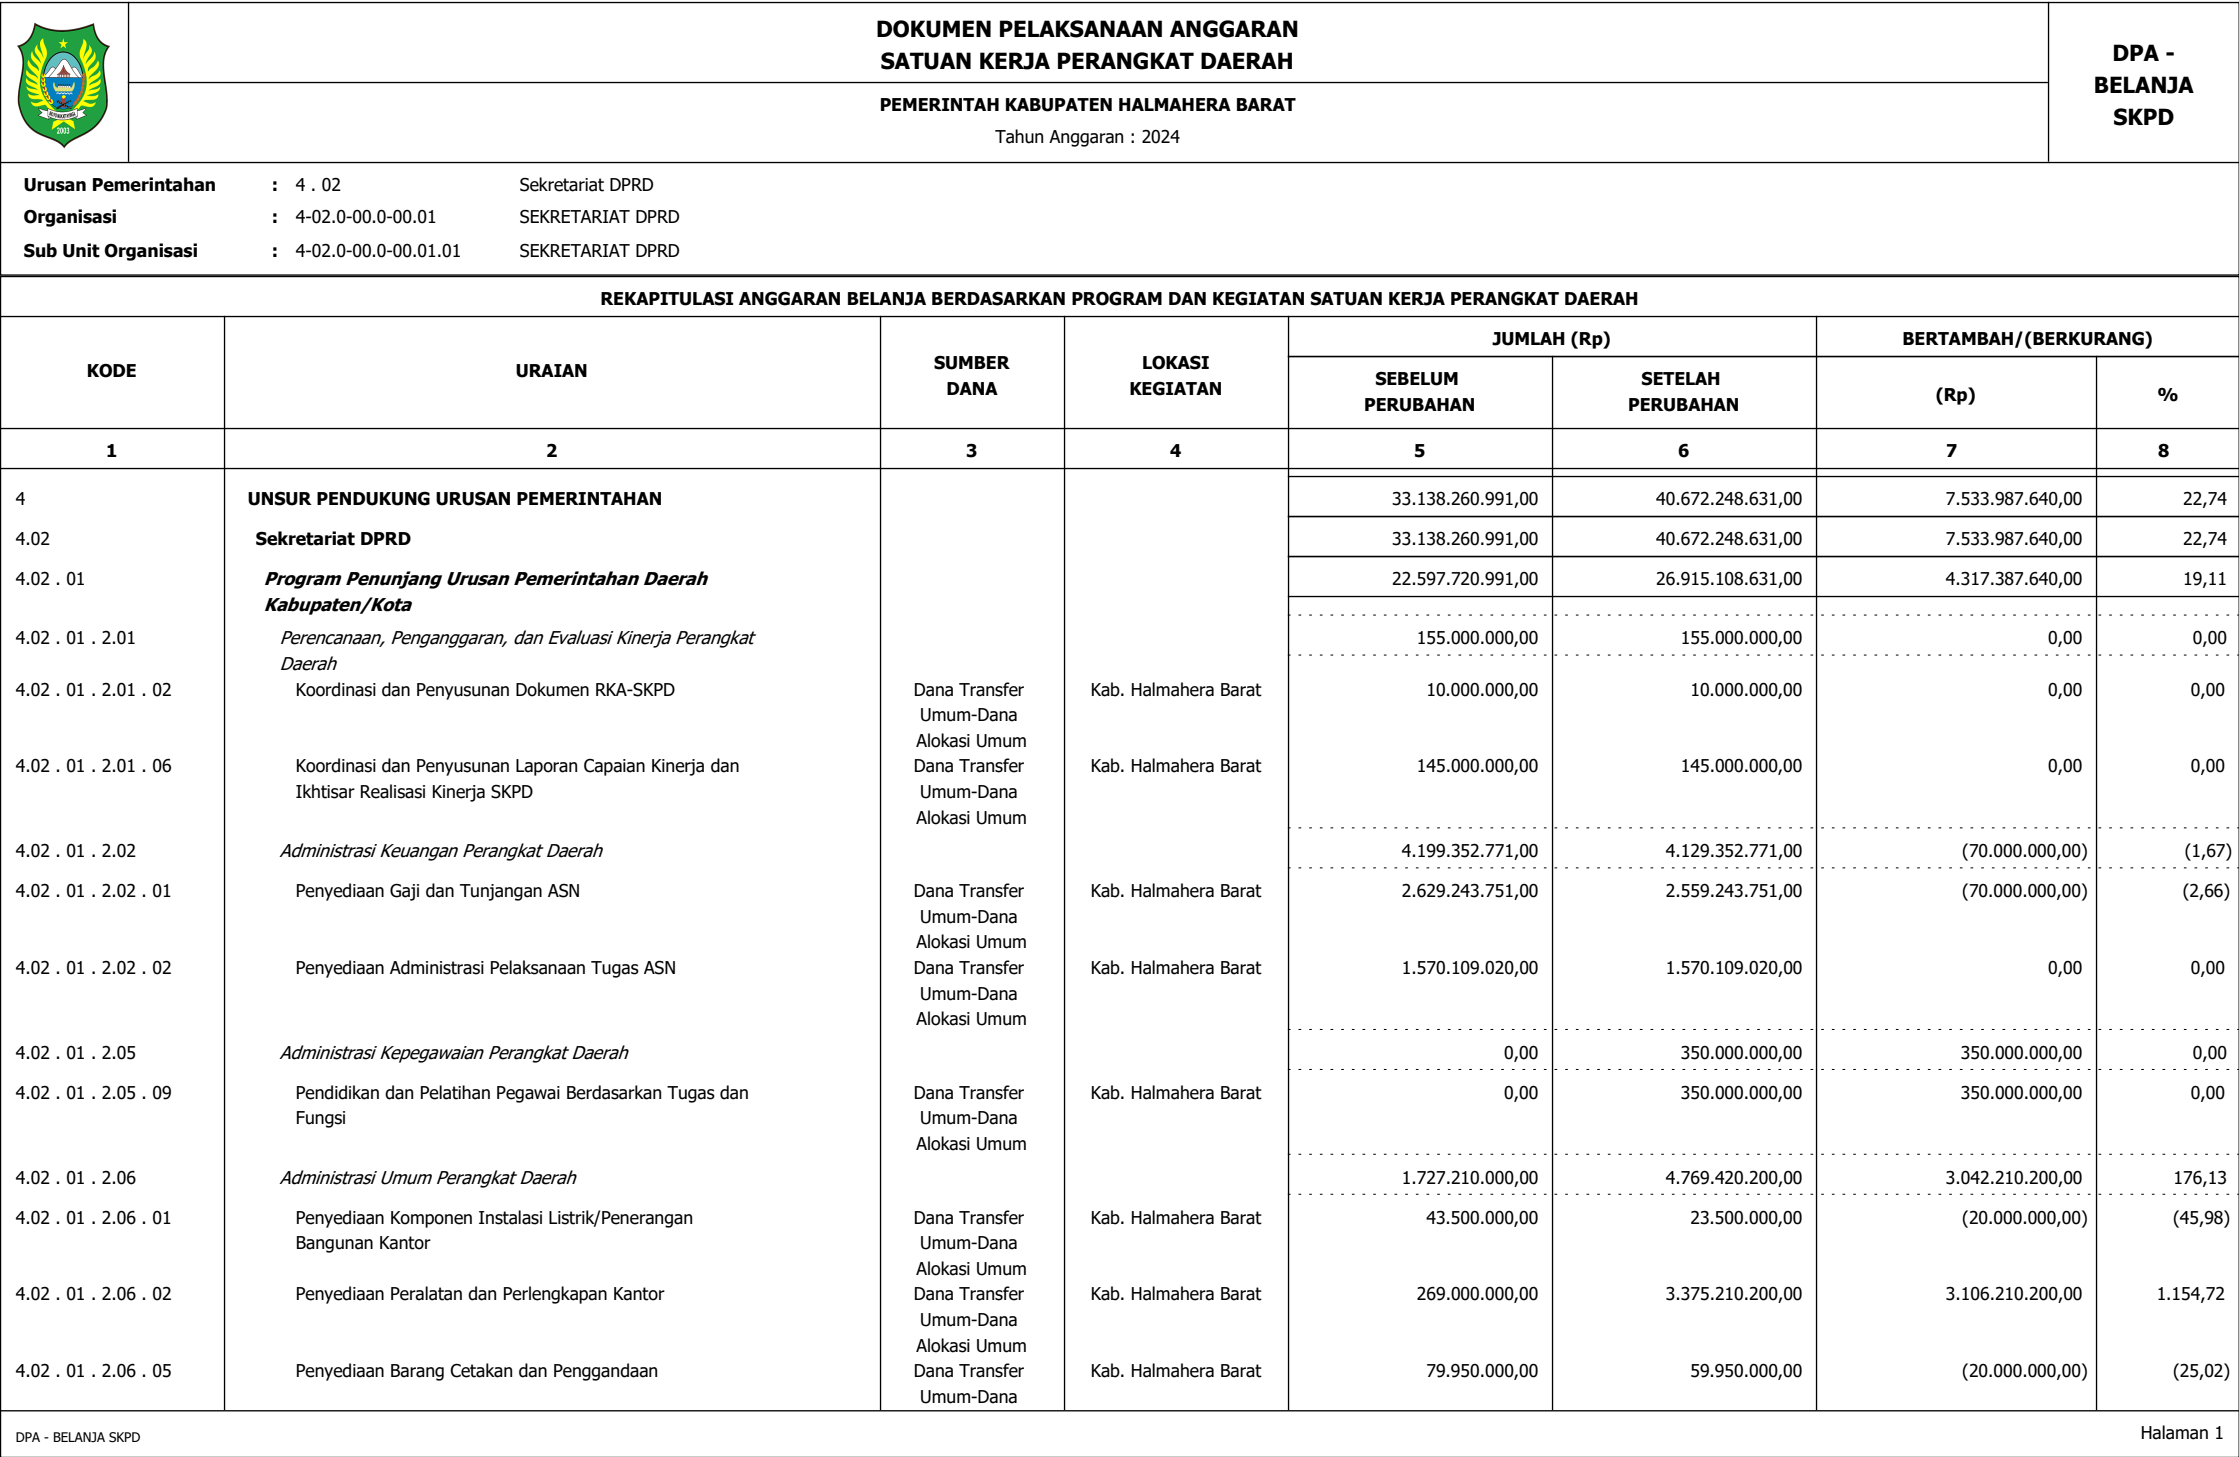 DOKUMEN PELAKSANAAN ANGGARAN
SATUAN KERJA PERANGKAT DAERAH
DPA -
BELANJA
SKPD
PEMERINTAH KABUPATEN HALMAHERA BARAT
Tahun Anggaran : 2024
2003
Urusan Pemerintahan : 4 . 02 Sekretariat DPRD
Organisasi : 4-02.0-00.0-00.01 SEKRETARIAT DPRD
Sub Unit Organisasi : 4-02.0-00.0-00.01.01 SEKRETARIAT DPRD
REKAPITULASI ANGGARAN BELANJA BERDASARKAN PROGRAM DAN KEGIATAN SATUAN KERJA PERANGKAT DAERAH
KODE URAIAN SUMBER DANA LOKASI KEGIATAN JUMLAH (Rp) BERTAMBAH/(BERKURANG)
SEBELUM PERUBAHAN SETELAH PERUBAHAN (Rp) %
1 2 3 4 5 6 7 8
4 UNSUR PENDUKUNG URUSAN PEMERINTAHAN 33.138.260.991,00 40.672.248.631,00 7.533.987.640,00 22,74
4.02 Sekretariat DPRD 33.138.260.991,00 40.672.248.631,00 7.533.987.640,00 22,74
4.02 . 01 Program Penunjang Urusan Pemerintahan Daerah 22.597.720.991,00 26.915.108.631,00 4.317.387.640,00 19,11
Kabupaten/Kota
4.02 . 01 . 2.01 Perencanaan, Penganggaran, dan Evaluasi Kinerja Perangkat 155.000.000,00 155.000.000,00 0,00 0,00
Daerah
4.02 . 01 . 2.01 . 02 Koordinasi dan Penyusunan Dokumen RKA-SKPD Dana Transfer Kab. Halmahera Barat 10.000.000,00 10.000.000,00 0,00 0,00
Umum-Dana
Alokasi Umum
4.02 . 01 . 2.01 . 06 Koordinasi dan Penyusunan Laporan Capaian Kinerja dan Dana Transfer Kab. Halmahera Barat 145.000.000,00 145.000.000,00 0,00 0,00
Ikhtisar Realisasi Kinerja SKPD Umum-Dana
Alokasi Umum
4.02 . 01 . 2.02 Administrasi Keuangan Perangkat Daerah 4.199.352.771,00 4.129.352.771,00 (70.000.000,00) (1,67)
4.02 . 01 . 2.02 . 01 Penyediaan Gaji dan Tunjangan ASN Dana Transfer Kab. Halmahera Barat 2.629.243.751,00 2.559.243.751,00 (70.000.000,00) (2,66)
Umum-Dana
Alokasi Umum
4.02 . 01 . 2.02 . 02 Penyediaan Administrasi Pelaksanaan Tugas ASN Dana Transfer Kab. Halmahera Barat 1.570.109.020,00 1.570.109.020,00 0,00 0,00
Umum-Dana
Alokasi Umum
4.02 . 01 . 2.05 Administrasi Kepegawaian Perangkat Daerah 0,00 350.000.000,00 350.000.000,00 0,00
4.02 . 01 . 2.05 . 09 Pendidikan dan Pelatihan Pegawai Berdasarkan Tugas dan Dana Transfer Kab. Halmahera Barat 0,00 350.000.000,00 350.000.000,00 0,00
Fungsi Umum-Dana
Alokasi Umum
4.02 . 01 . 2.06 Administrasi Umum Perangkat Daerah 1.727.210.000,00 4.769.420.200,00 3.042.210.200,00 176,13
4.02 . 01 . 2.06 . 01 Penyediaan Komponen Instalasi Listrik/Penerangan Dana Transfer Kab. Halmahera Barat 43.500.000,00 23.500.000,00 (20.000.000,00) (45,98)
Bangunan Kantor Umum-Dana
Alokasi Umum
4.02 . 01 . 2.06 . 02 Penyediaan Peralatan dan Perlengkapan Kantor Dana Transfer Kab. Halmahera Barat 269.000.000,00 3.375.210.200,00 3.106.210.200,00 1.154,72
Umum-Dana
Alokasi Umum
4.02 . 01 . 2.06 . 05 Penyediaan Barang Cetakan dan Penggandaan Dana Transfer Kab. Halmahera Barat 79.950.000,00 59.950.000,00 (20.000.000,00) (25,02)
Umum-Dana
DPA - BELANJA SKPD Halaman 1